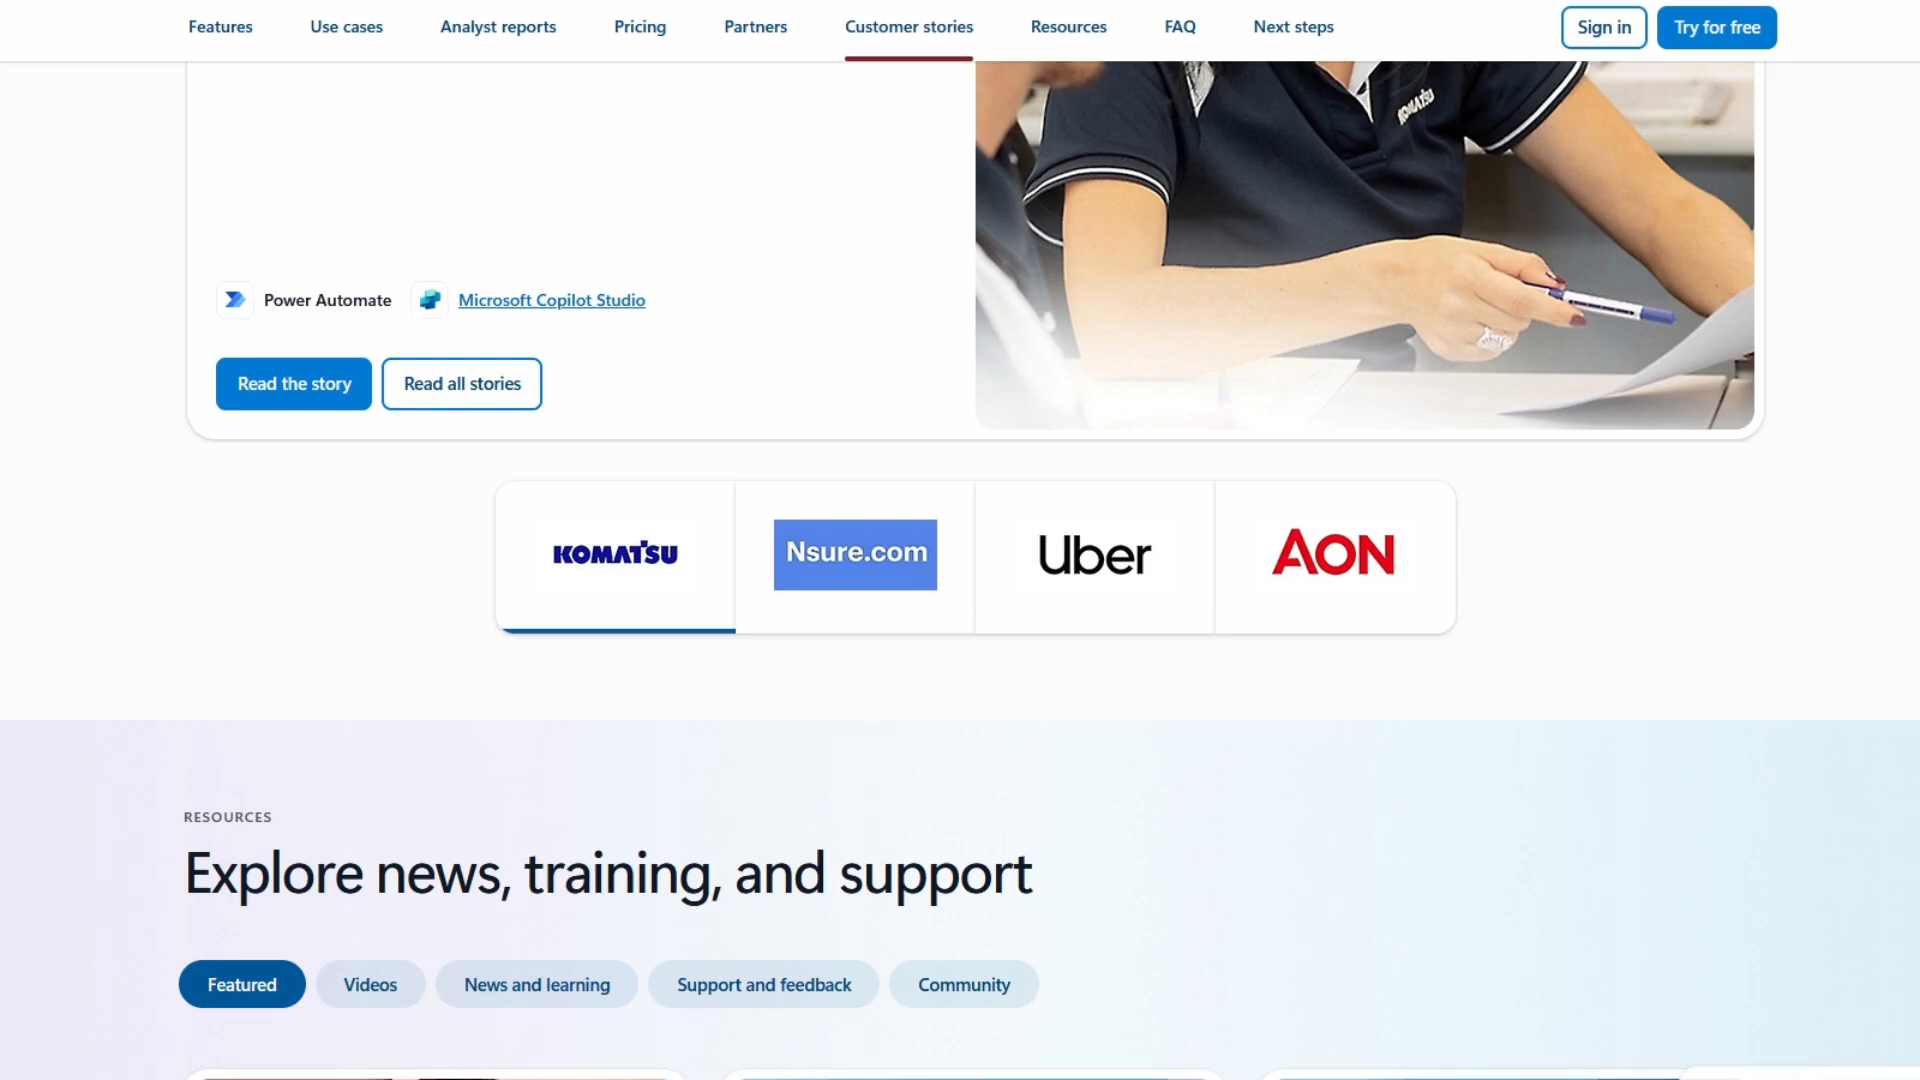 Features Use cases Analyst reports Pricing Partners Customer stories Resources FAQ Next steps Sign in Try for free
KOMATSU
Power Automate Microsoft Copilot Studio
Read the story Read all stories
KOMATSU Nsure.com Uber AON
RESOURCES
Explore news, training, and support
Featured Videos News and learning Support and feedback Community